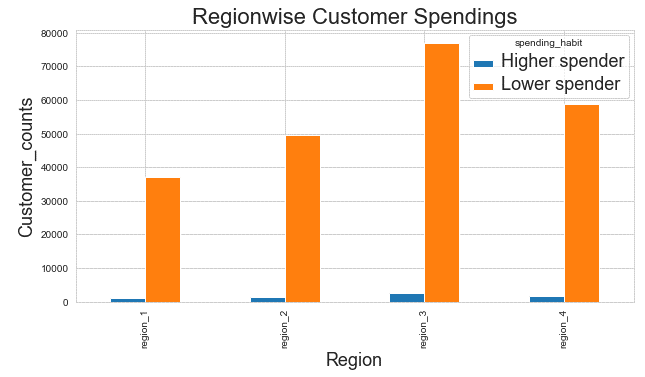 Regionwise Customer Spendings
spending_habit
Higher spender
Lower spender
Customer_counts
80000
70000
60000
50000
40000
30000
20000
10000
0
region_1
region_2
region_3
region_4
Region